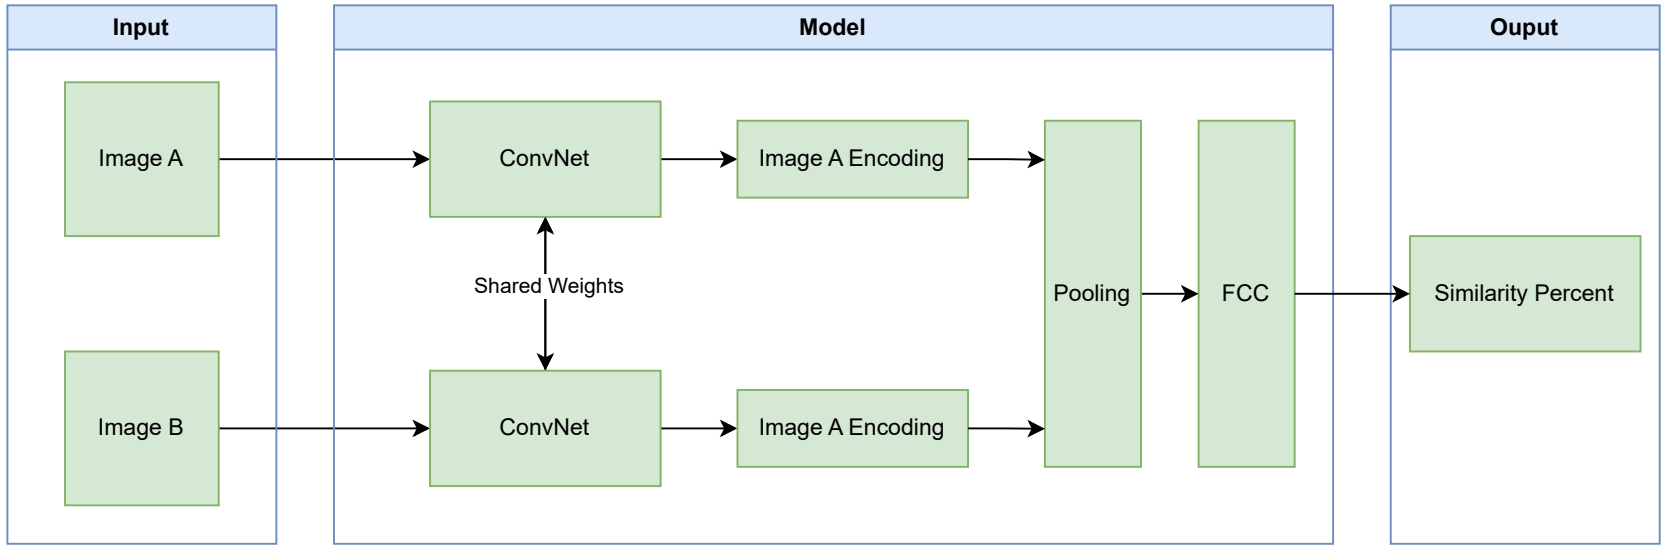 Input
Model
Ouput
Image A
ConvNet
Image A Encoding
Shared Weights
Pooling
FCC
Similarity Percent
Image B
ConvNet
Image A Encoding